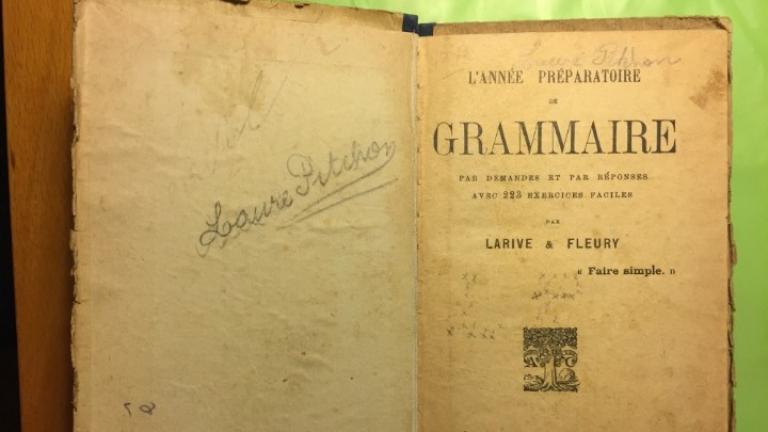 Laure Pitchon
Laure Pitchon
L'ANNÉE PRÉPARATOIRE
DE
GRAMMAIRE
PAR DEMANDES ET PAR RÉPONSES
AVEC 223 EXERCICES FACILES
PAR
LARIVE & FLEURY
« Faire simple. »
A C